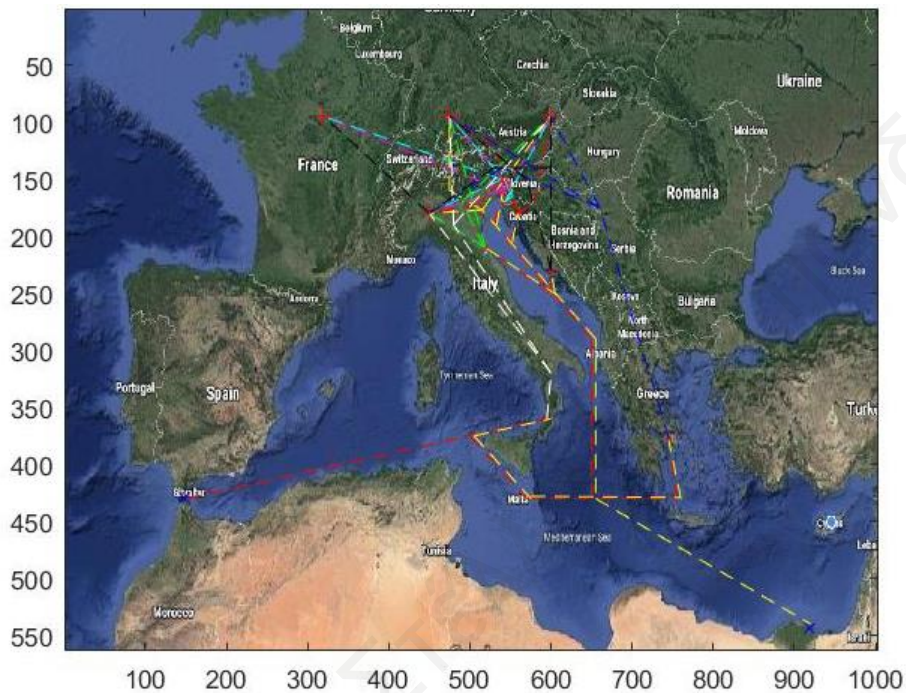 Belgium
Germany
Luxembourg
Czechia
Ukraine
Slovakia
Austria
Moldova
Switzerland
Hungary
France
Romania
Croatia
Bosnia and
Herzegovina
Serbia
Monaco
Black Sea
Italy
Andorra
Kosovo
Bulgaria
North
Macedonia
Albania
Tyrrhenian Sea
Portugal
Spain
Greece
Gibraltar
Malta
Mediterranean Sea
Tunisia
Morocco
50
100
150
200
250
300
350
400
450
500
550
100
200
300
400
500
600
700
800
900
1000